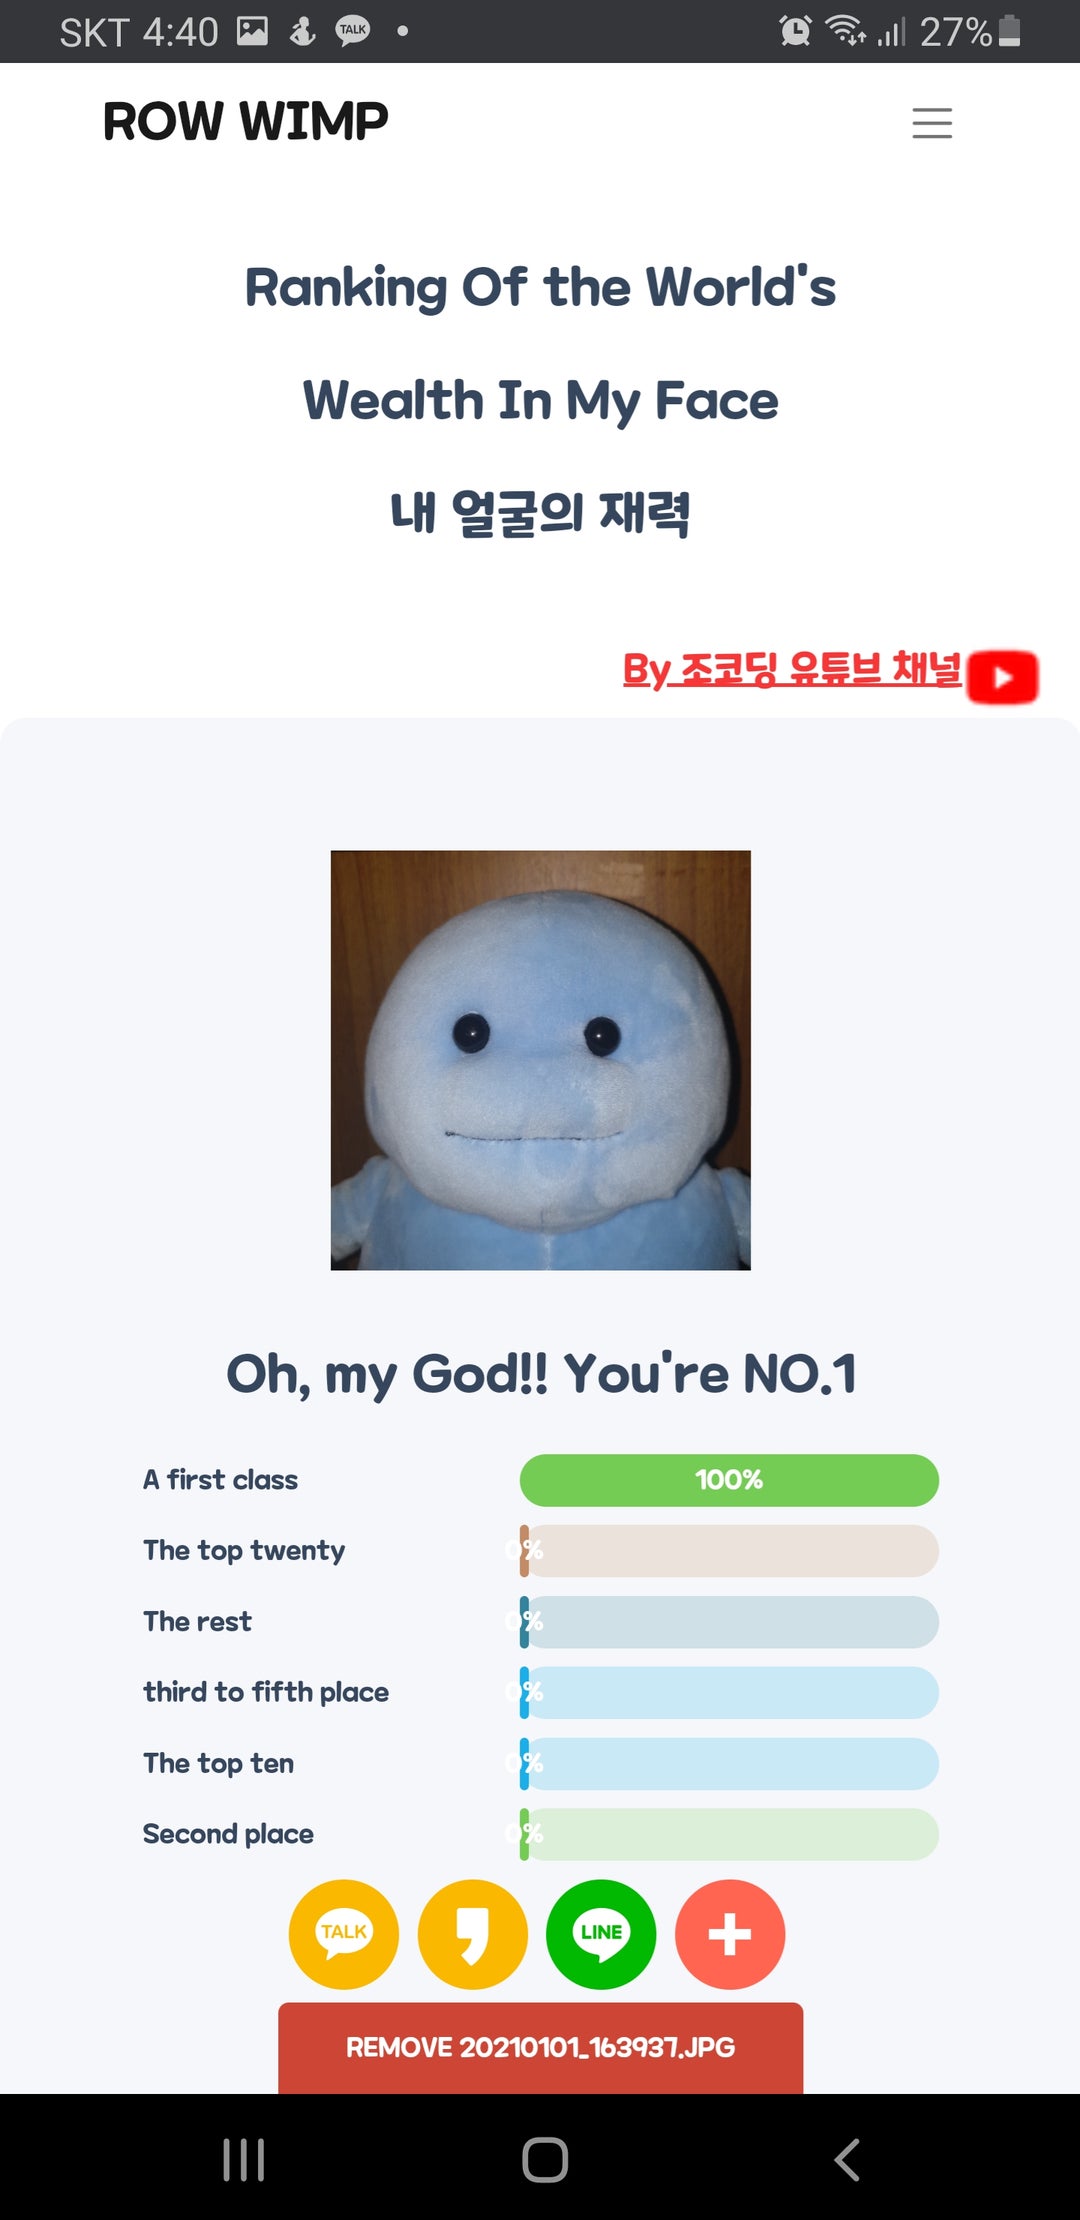 SKT 4:40 TALK 27%
ROW WIMP
Ranking Of the World's
Wealth In My Face
내 얼굴의 재력
By 조코딩 유튜브 채널
Oh, my God!! You're NO.1
A first class 100%
The top twenty 0%
The rest 0%
third to fifth place 0%
The top ten 0%
Second place 0%
TALK LINE
REMOVE 20210101_163937.JPG